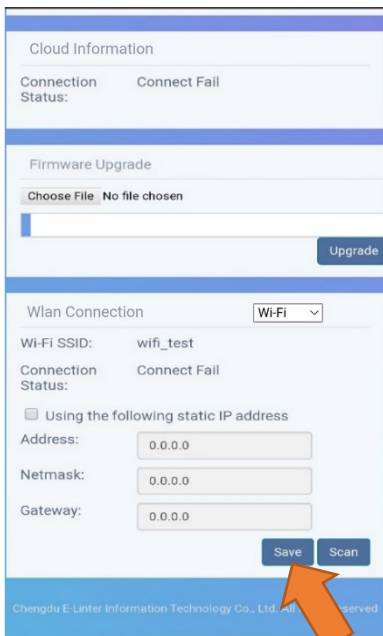 Cloud Information
Connection Status: Connect Fail
Firmware Upgrade
Choose File No file chosen
Upgrade
Wlan Connection Wi-Fi
Wi-Fi SSID: wifi_test
Connection Status: Connect Fail
Using the following static IP address
Address: 0.0.0.0
Netmask: 0.0.0.0
Gateway: 0.0.0.0
Save Scan
Chengdu E-Linter Information Technology Co., Ltd. All